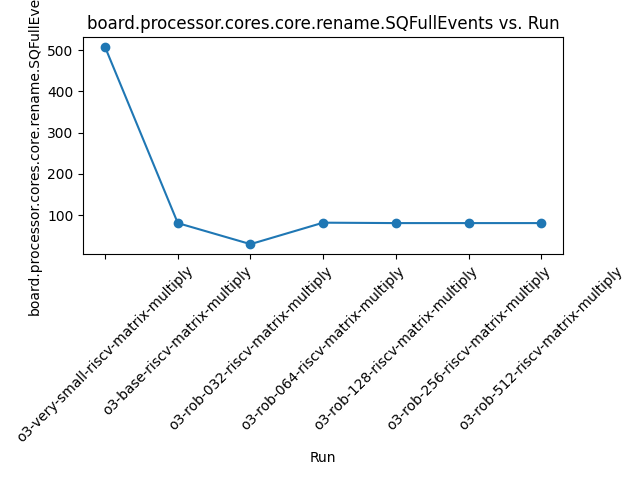 board.processor.cores.core.rename.SQFullEvents vs. Run
board.processor.cores.core.rename.SQFullEve
500
400
300
200
100
o3-very-small-riscv-matrix-multiply
o3-base-riscv-matrix-multiply
o3-rob-032-riscv-matrix-multiply
o3-rob-064-riscv-matrix-multiply
o3-rob-128-riscv-matrix-multiply
o3-rob-256-riscv-matrix-multiply
o3-rob-512-riscv-matrix-multiply
Run